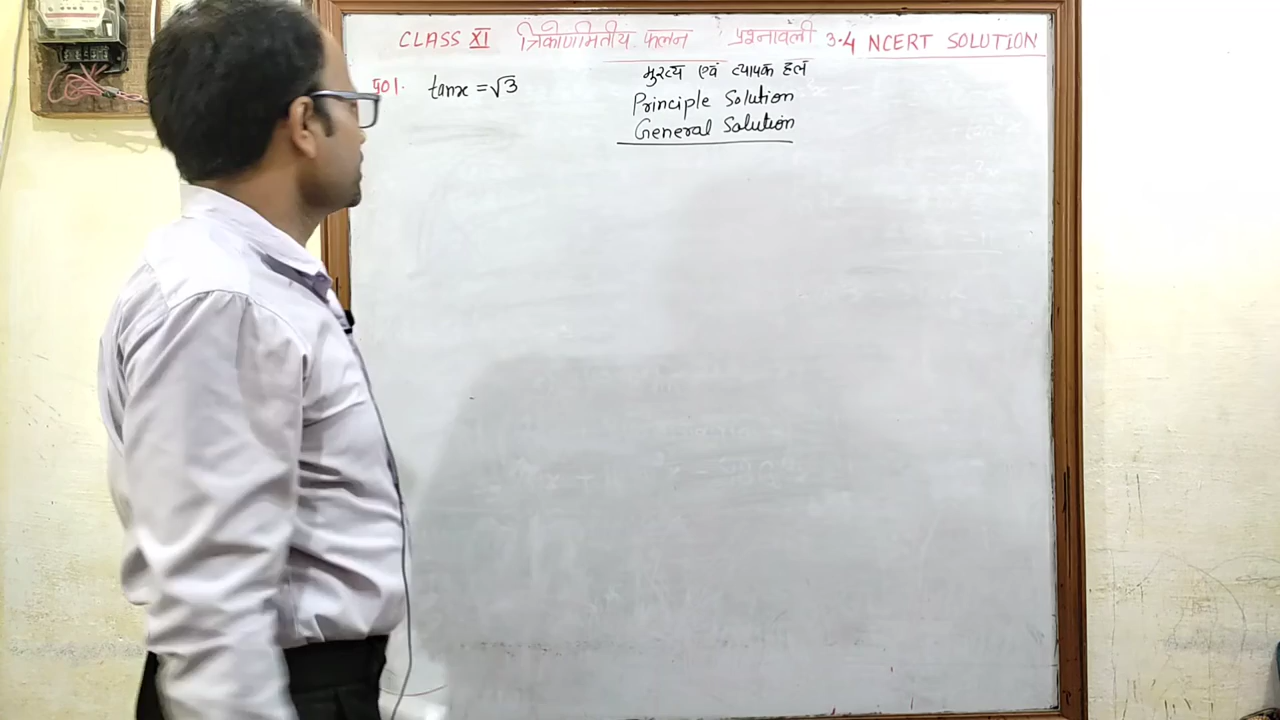 CLASS XI त्रिकोणमितीय फलन प्रश्नावली 3.4 NCERT SOLUTION
मुख्य एवं व्यापक हल
प्र01. tanx = √3
Principle Solution
General Solution